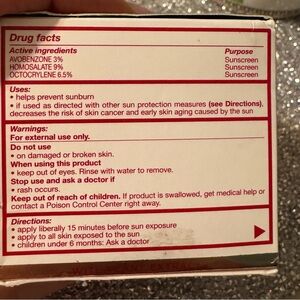 Drug facts
Active ingredients Purpose
AVOBENZONE 3% Sunscreen
HOMOSALATE 9% Sunscreen
OCTOCRYLENE 6.5% Sunscreen
Uses:
• helps prevent sunburn
• if used as directed with other sun protection measures (see Directions),
decreases the risk of skin cancer and early skin aging caused by the sun
Warnings:
For external use only.
Do not use
• on damaged or broken skin.
When using this product
• keep out of eyes. Rinse with water to remove.
Stop use and ask a doctor if
• rash occurs.
Keep out of reach of children. If product is swallowed, get medical help or
contact a Poison Control Center right away.
Directions:
• apply liberally 15 minutes before sun exposure
• apply to all skin exposed to the sun
• children under 6 months: Ask a doctor